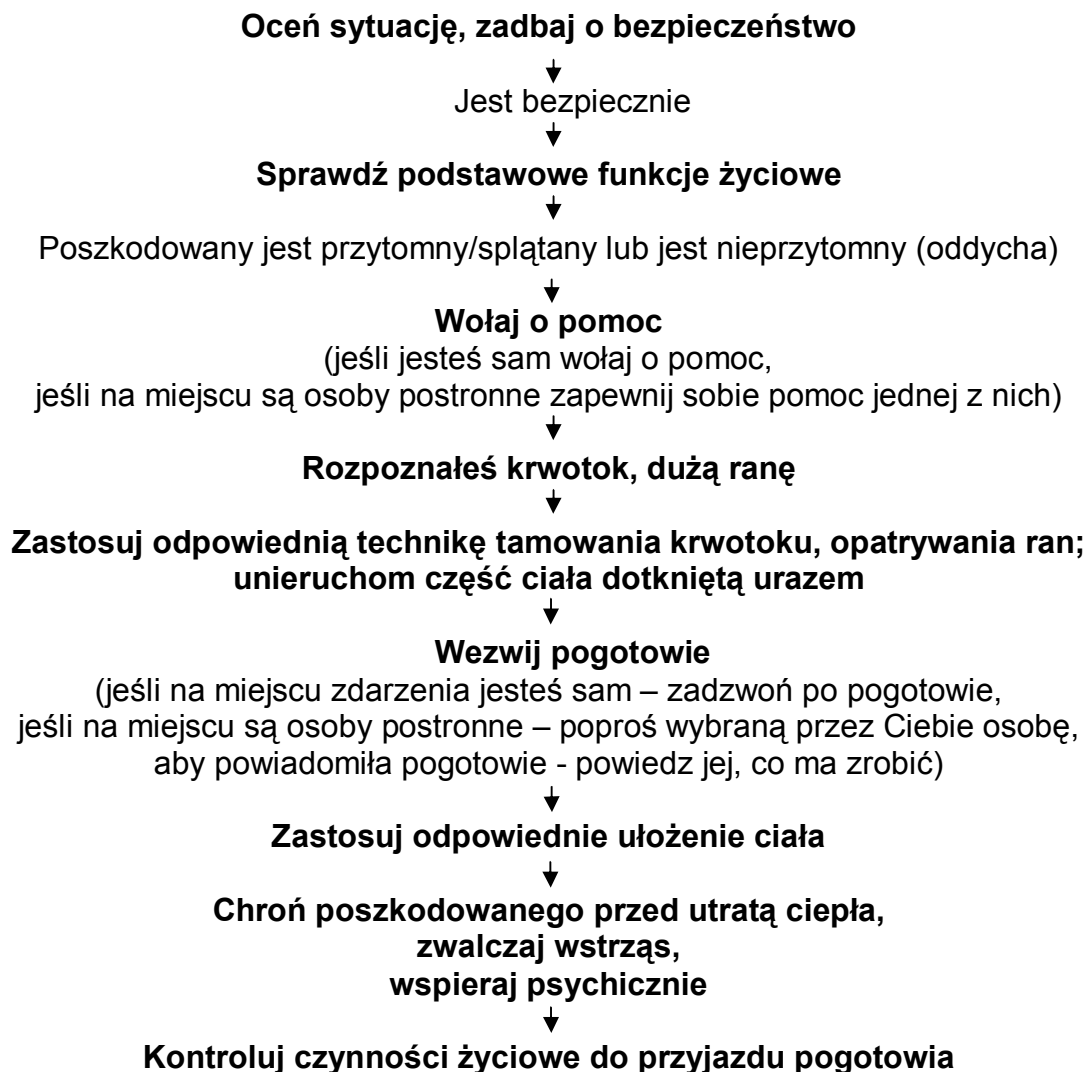 Oceń sytuację, zadbaj o bezpieczeństwo
Jest bezpiecznie
Sprawdź podstawowe funkcje życiowe
Poszkodowany jest przytomny/splątany lub jest nieprzytomny (oddycha)
Wołaj o pomoc
(jeśli jesteś sam wołaj o pomoc,
jeśli na miejscu są osoby postronne zapewnij sobie pomoc jednej z nich)
Rozpoznałeś krwotok, dużą ranę
Zastosuj odpowiednią technikę tamowania krwotoku, opatrywania ran;
unieruchom część ciała dotkniętą urazem
Wezwij pogotowie
(jeśli na miejscu zdarzenia jesteś sam – zadzwoń po pogotowie,
jeśli na miejscu są osoby postronne – poproś wybraną przez Ciebie osobę,
aby powiadomiła pogotowie - powiedz jej, co ma zrobić)
Zastosuj odpowiednie ułożenie ciała
Chroń poszkodowanego przed utratą ciepła,
zwalczaj wstrząs,
wspieraj psychicznie
Kontroluj czynności życiowe do przyjazdu pogotowia